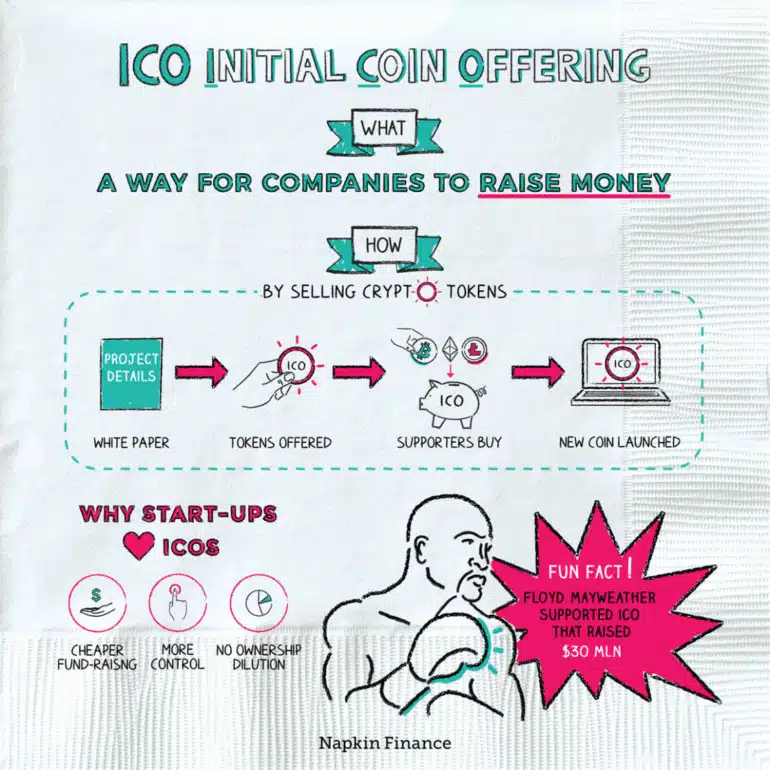 ICO INITIAL COIN OFFERING
WHAT
A WAY FOR COMPANIES TO RAISE MONEY
HOW
BY SELLING CRYPTO TOKENS
PROJECT
DETAILS
ICO
ICO
ICO
WHITE PAPER
TOKENS OFFERED
SUPPORTERS BUY
NEW COIN LAUNCHED
WHY START-UPS
ICOS
$
CHEAPER
FUND-RAISNG
MORE
CONTROL
NO OWNERSHIP
DILUTION
FUN FACT!
FLOYD MAYWEATHER
SUPPORTED ICO
THAT RAISED
$30 MLN
Napkin Finance